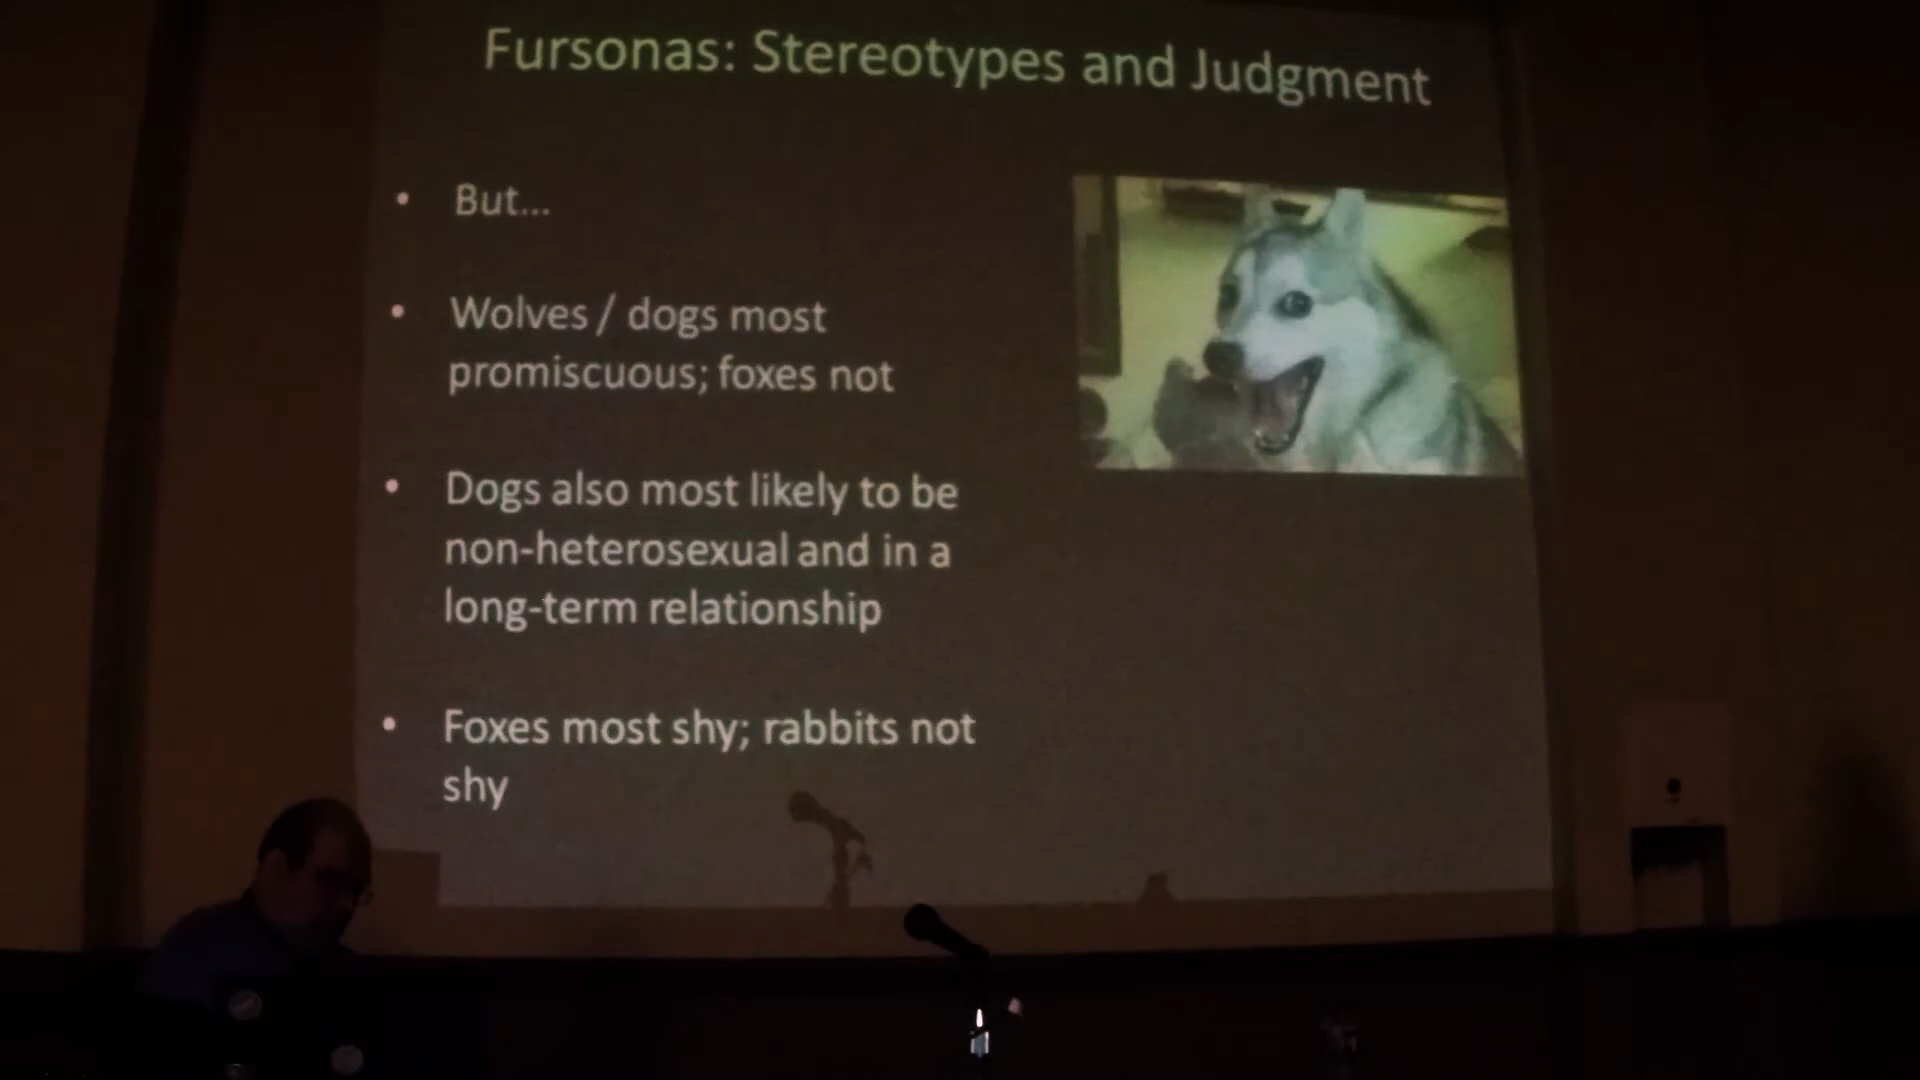 Fursonas: Stereotypes and Judgment
• But...
• Wolves / dogs most
promiscuous; foxes not
• Dogs also most likely to be
non-heterosexual and in a
long-term relationship
• Foxes most shy; rabbits not
shy